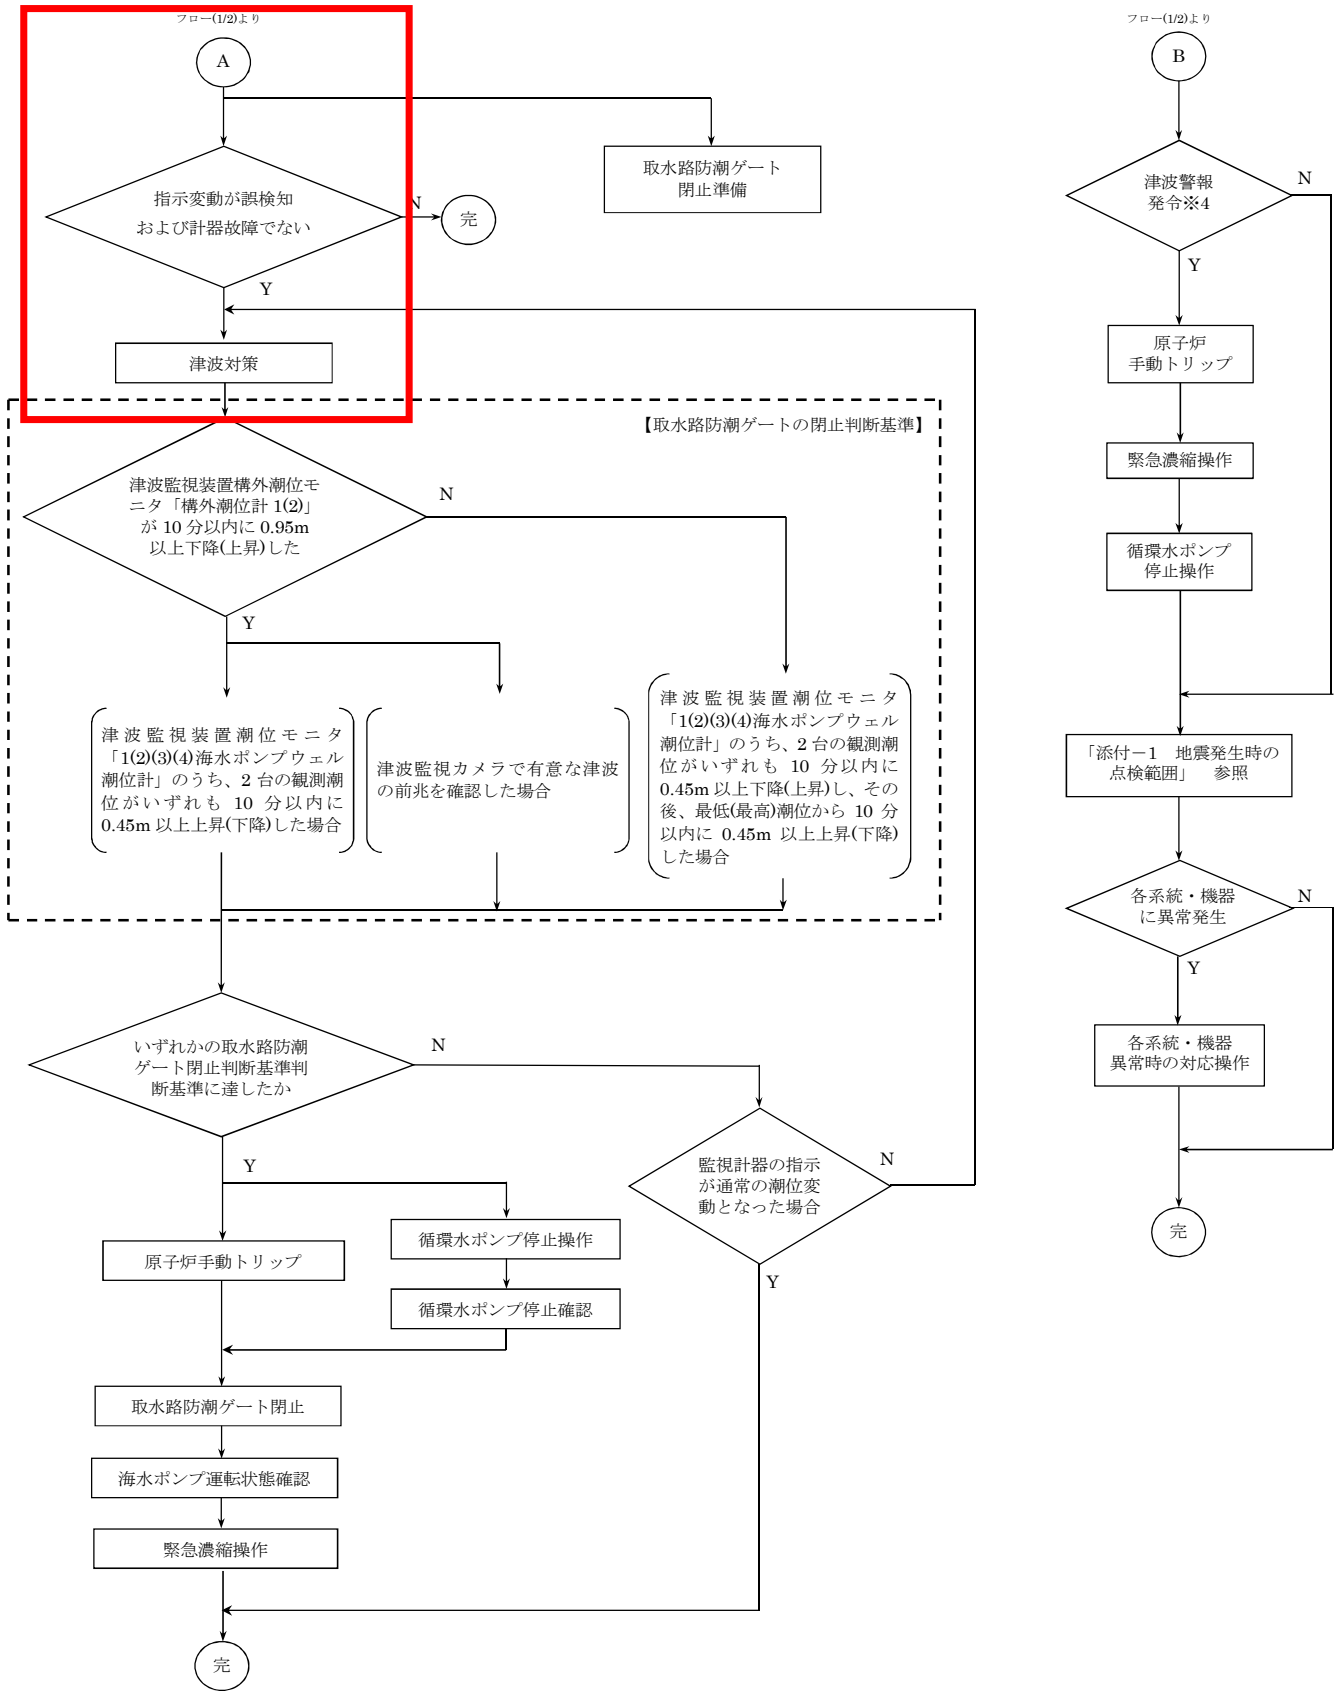 フロー(1/2)より
A
指示変動が誤検知
および計器故障でない
N
完
Y
取水路防潮ゲート
閉止準備
津波対策
【取水路防潮ゲートの閉止判断基準】
津波監視装置構外潮位モ
ニタ「構外潮位計 1(2)」
が 10 分以内に 0.95m
以上下降(上昇)した
N
Y
津波監視装置潮位モニタ
「1(2)(3)(4)海水ポンプウェル
潮位計」のうち、2 台の観測潮
位がいずれも 10 分以内に
0.45m 以上上昇(下降)した場合
津波監視カメラで有意な津波
の前兆を確認した場合
津波監視装置潮位モニタ
「1(2)(3)(4)海水ポンプウェル
潮位計」のうち、2 台の観測潮
位がいずれも 10 分以内に
0.45m 以上下降(上昇)し、その
後、最低(最高)潮位から 10 分
以内に 0.45m 以上上昇(下降)
した場合
いずれかの取水路防潮
ゲート閉止判断基準判
断基準に達したか
N
Y
監視計器の指示
が通常の潮位変
動となった場合
N
Y
循環水ポンプ停止操作
原子炉手動トリップ
循環水ポンプ停止確認
取水路防潮ゲート閉止
海水ポンプ運転状態確認
緊急濃縮操作
完
フロー(1/2)より
B
津波警報
発令※4
N
Y
原子炉
手動トリップ
緊急濃縮操作
循環水ポンプ
停止操作
「添付－1　地震発生時の
点検範囲」　参照
各系統・機器
に異常発生
N
Y
各系統・機器
異常時の対応操作
完